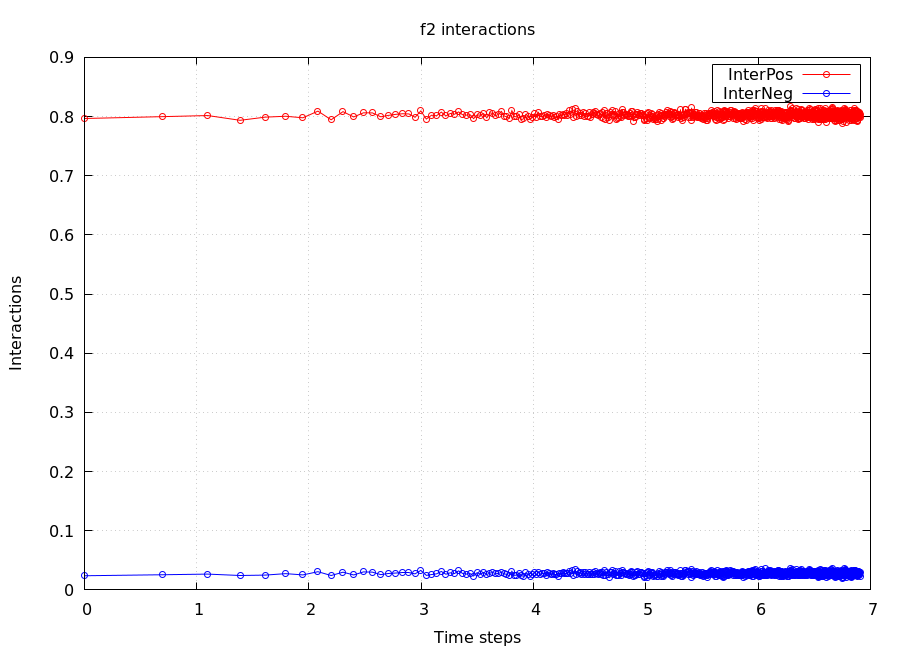 f2 interactions
InterPos
InterNeg
0.9
0.8
0.7
0.6
0.5
0.4
0.3
0.2
0.1
0
Interactions
0 1 2 3 4 5 6 7
Time steps